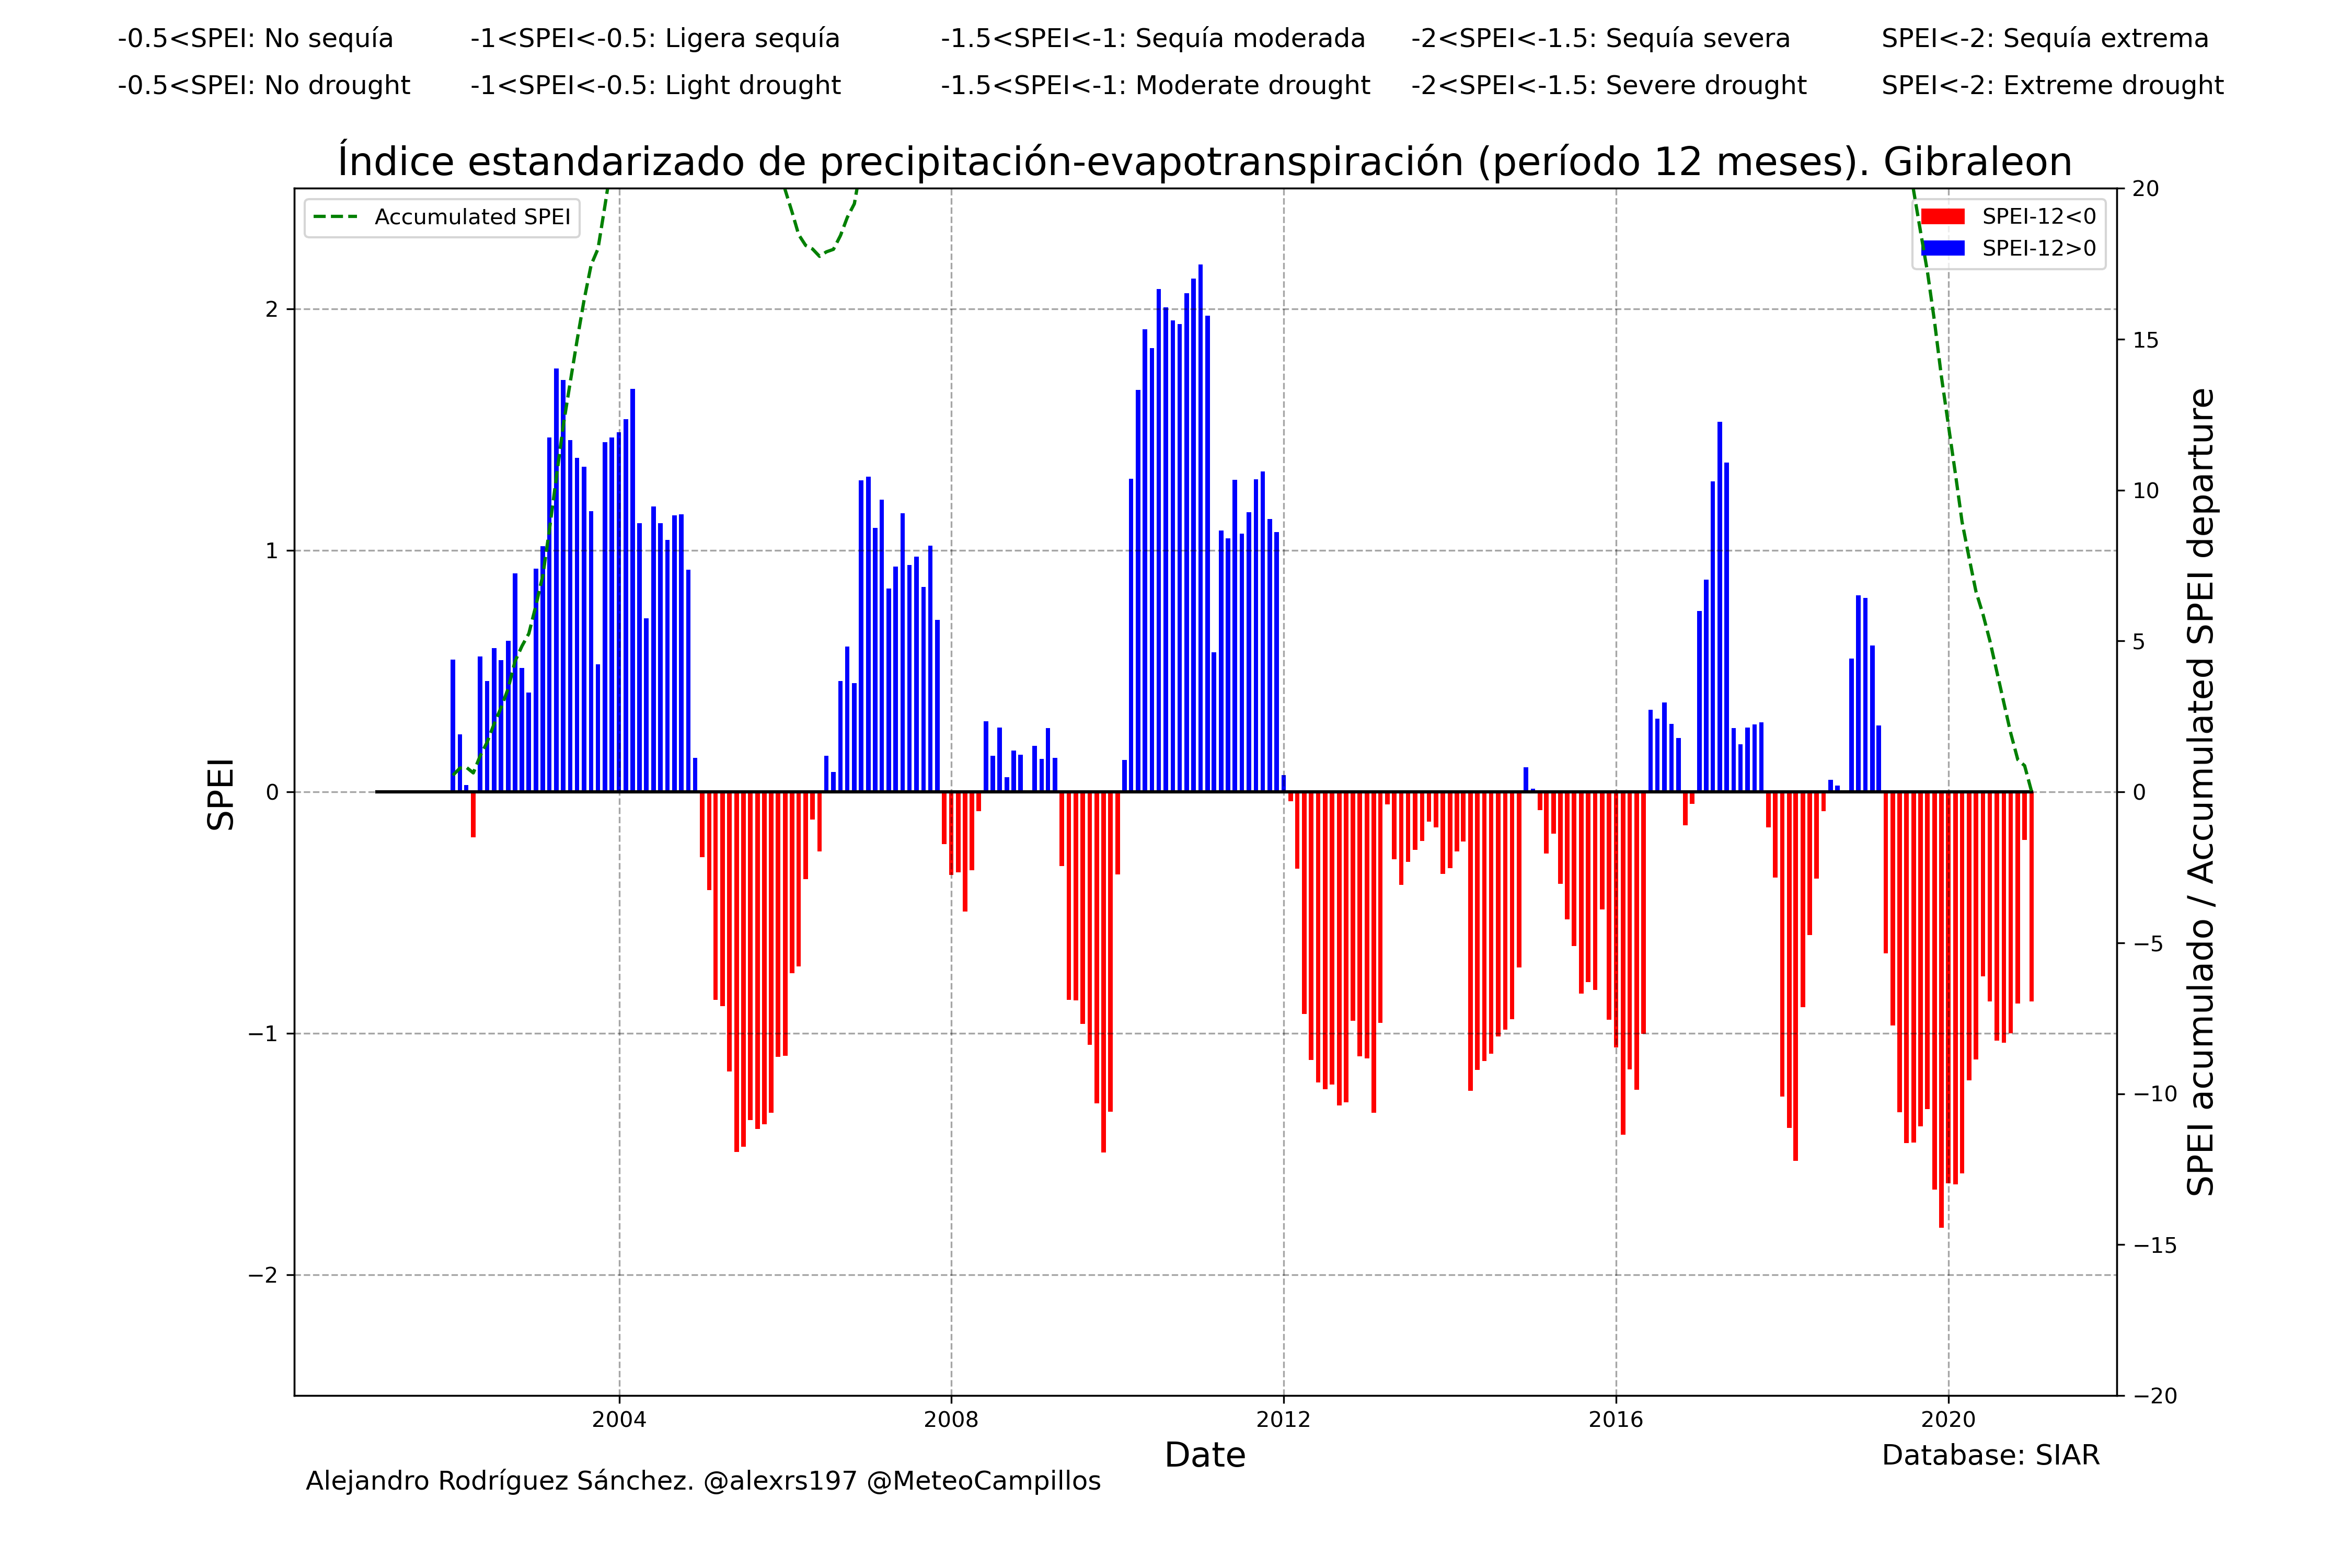 -0.5<SPEI: No sequía -1<SPEI<-0.5: Ligera sequía -1.5<SPEI<-1: Sequía moderada -2<SPEI<-1.5: Sequía severa SPEI<-2: Sequía extrema
-0.5<SPEI: No drought -1<SPEI<-0.5: Light drought -1.5<SPEI<-1: Moderate drought -2<SPEI<-1.5: Severe drought SPEI<-2: Extreme drought
Índice estandarizado de precipitación-evapotranspiración (período 12 meses). Gibraleon
Accumulated SPEI
SPEI-12<0
SPEI-12>0
SPEI
2
1
0
−1
−2
20
15
10
5
0
−5
−10
−15
−20
SPEI acumulado / Accumulated SPEI departure
2004 2008 2012 2016 2020
Date
Database: SIAR
Alejandro Rodríguez Sánchez. @alexrs197 @MeteoCampillos